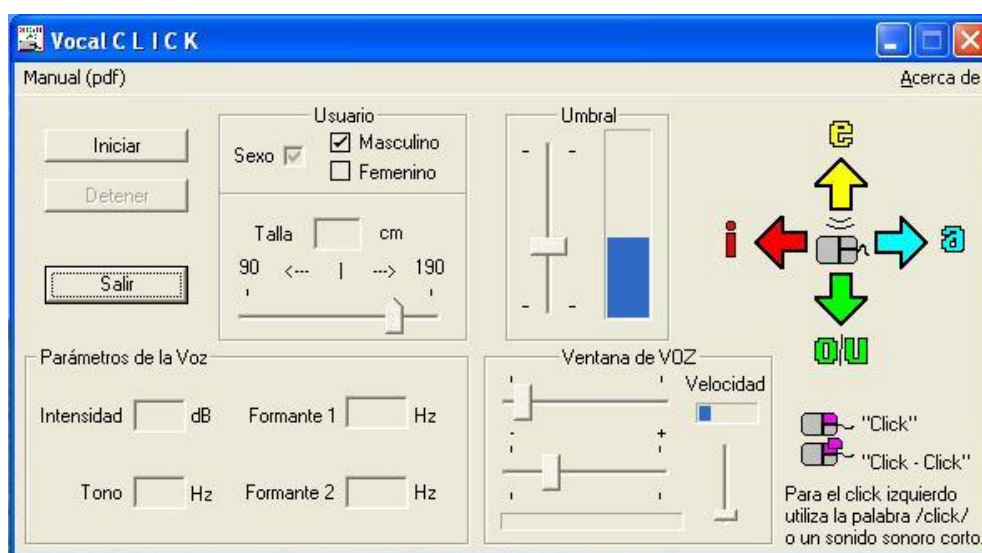 Vocal C L I C K
Manual (pdf) Acerca de
Iniciar
Detener
Salir
Usuario
Sexo
Masculino
Femenino
Talla cm
90 <--- | ---> 190
Umbral
e
i a
o/u
Parámetros de la Voz
Intensidad dB Formante 1 Hz
Tono Hz Formante 2 Hz
Ventana de VOZ
Velocidad
- +
"Click"
"Click - Click"
Para el click izquierdo
utiliza la palabra /click/
o un sonido sonoro corto.